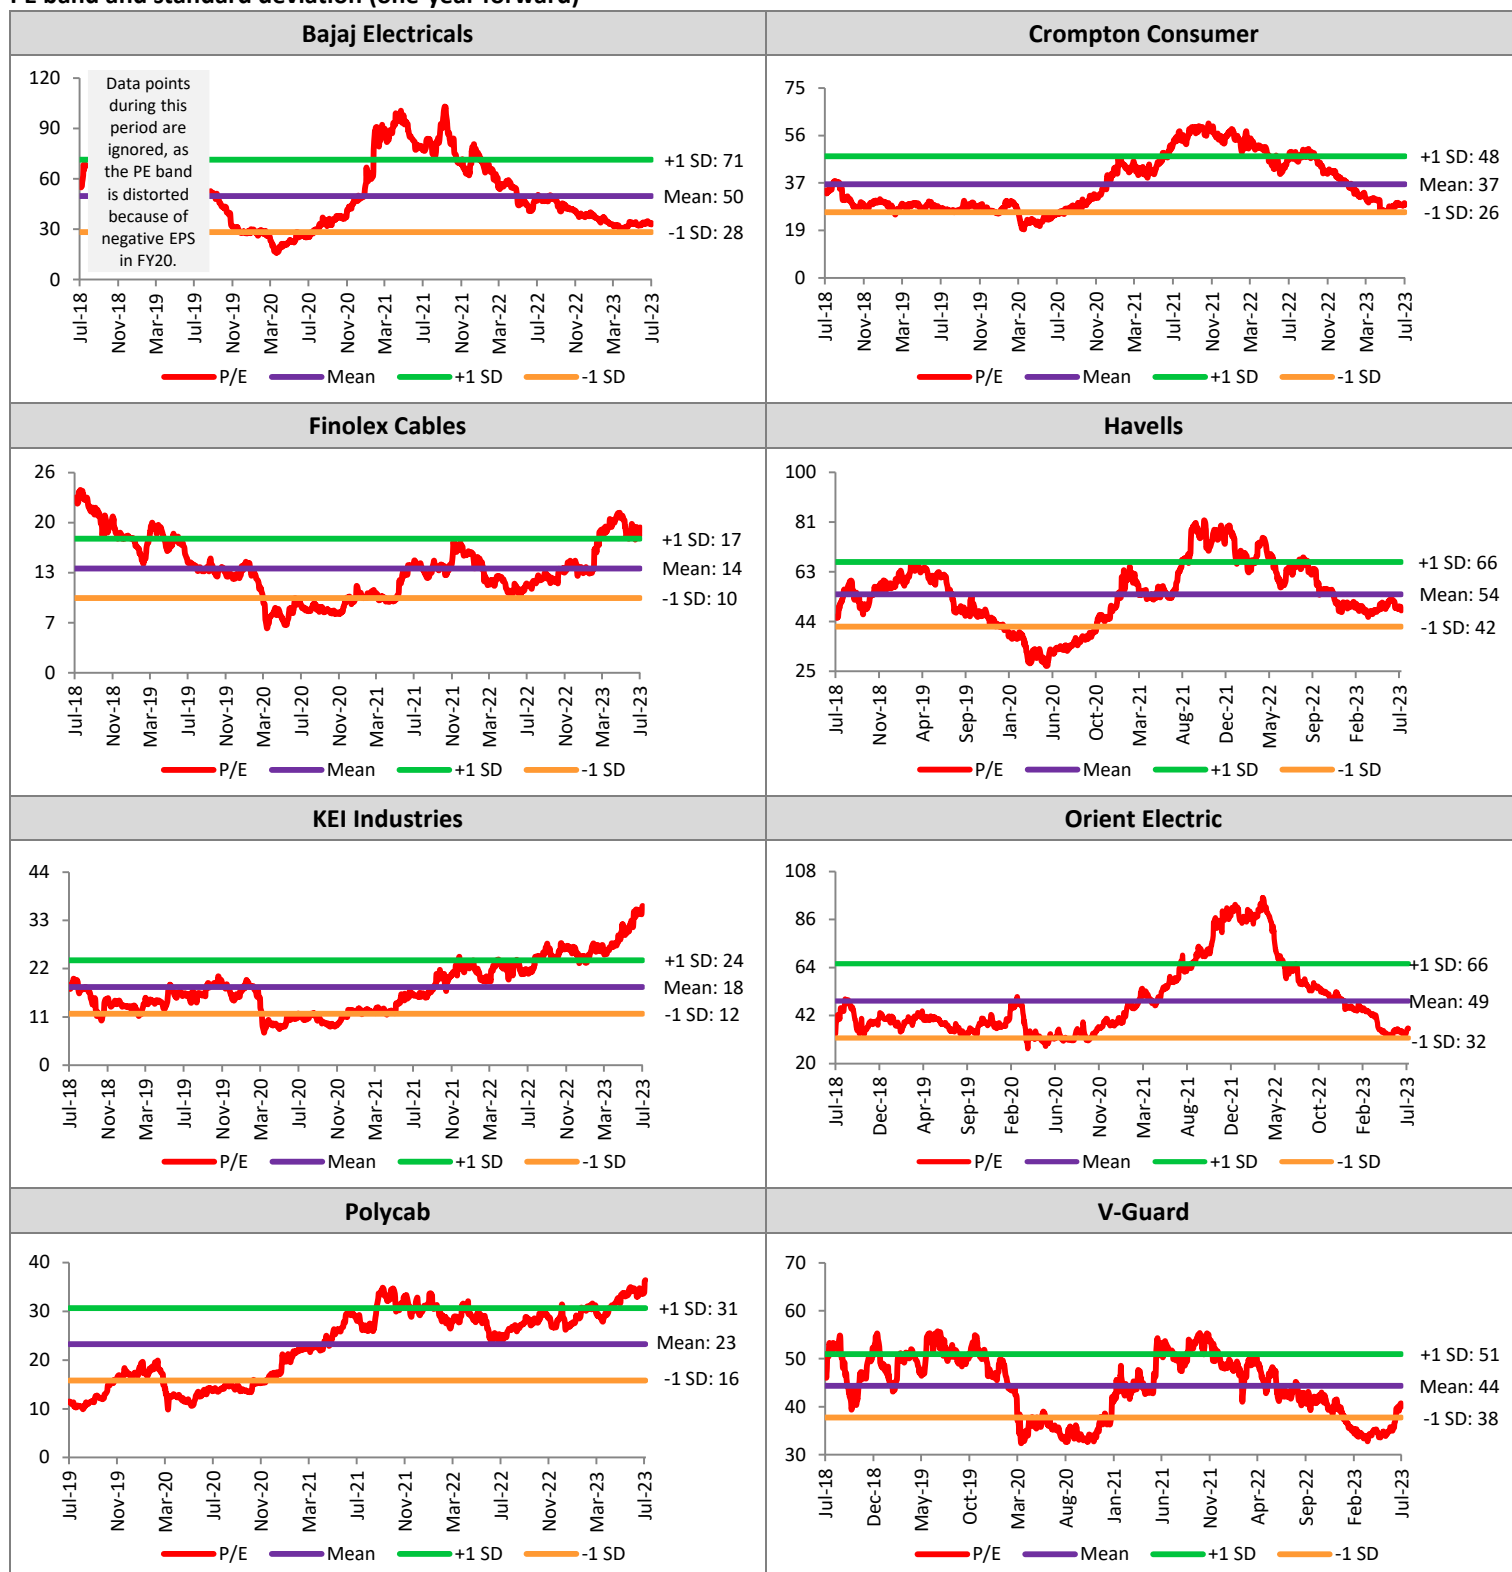 PE band and standard deviation (one-year forward)
Bajaj Electricals
120
90
60
30
0
Data points
during this
period are
ignored, as
the PE band
is distorted
because of
negative EPS
in FY20.
+1 SD: 71
Mean: 50
-1 SD: 28
Jul-18
Nov-18
Mar-19
Jul-19
Nov-19
Mar-20
Jul-20
Nov-20
Mar-21
Jul-21
Nov-21
Mar-22
Jul-22
Nov-22
Mar-23
Jul-23
P/E Mean +1 SD -1 SD
Crompton Consumer
75
56
37
19
0
+1 SD: 48
Mean: 37
-1 SD: 26
Jul-18
Nov-18
Mar-19
Jul-19
Nov-19
Mar-20
Jul-20
Nov-20
Mar-21
Jul-21
Nov-21
Mar-22
Jul-22
Nov-22
Mar-23
Jul-23
P/E Mean +1 SD -1 SD
Finolex Cables
26
20
13
7
0
+1 SD: 17
Mean: 14
-1 SD: 10
Jul-18
Nov-18
Mar-19
Jul-19
Nov-19
Mar-20
Jul-20
Nov-20
Mar-21
Jul-21
Nov-21
Mar-22
Jul-22
Nov-22
Mar-23
Jul-23
P/E Mean +1 SD -1 SD
Havells
100
81
63
44
25
+1 SD: 66
Mean: 54
-1 SD: 42
Jul-18
Nov-18
Apr-19
Sep-19
Jan-20
Jun-20
Oct-20
Mar-21
Aug-21
Dec-21
May-22
Sep-22
Feb-23
Jul-23
P/E Mean +1 SD -1 SD
KEI Industries
44
33
22
11
0
+1 SD: 24
Mean: 18
-1 SD: 12
Jul-18
Nov-18
Mar-19
Jul-19
Nov-19
Mar-20
Jul-20
Nov-20
Mar-21
Jul-21
Nov-21
Mar-22
Jul-22
Nov-22
Mar-23
Jul-23
P/E Mean +1 SD -1 SD
Orient Electric
108
86
64
42
20
+1 SD: 66
Mean: 49
-1 SD: 32
Jul-18
Dec-18
Apr-19
Sep-19
Feb-20
Jun-20
Nov-20
Mar-21
Aug-21
Dec-21
May-22
Oct-22
Feb-23
Jul-23
P/E Mean +1 SD -1 SD
Polycab
40
30
20
10
0
+1 SD: 31
Mean: 23
-1 SD: 16
Jul-19
Nov-19
Mar-20
Jul-20
Nov-20
Mar-21
Jul-21
Nov-21
Mar-22
Jul-22
Nov-22
Mar-23
Jul-23
P/E Mean +1 SD -1 SD
V-Guard
70
60
50
40
30
+1 SD: 51
Mean: 44
-1 SD: 38
Jul-18
Dec-18
May-19
Oct-19
Mar-20
Aug-20
Jan-21
Jun-21
Nov-21
Apr-22
Sep-22
Feb-23
Jul-23
P/E Mean +1 SD -1 SD